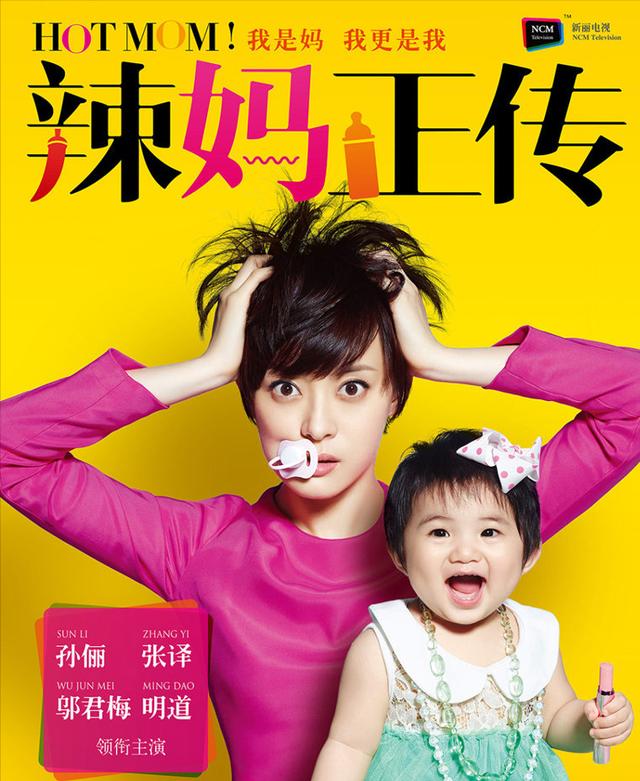 HOT MOM! 我是妈 我更是我
NCM
Television
TM
新丽电视
NCM Television
辣妈正传
SUN LI ZHANG YI
孙俪 张译
WU JUN MEI MING DAO
邬君梅 明道
领衔主演